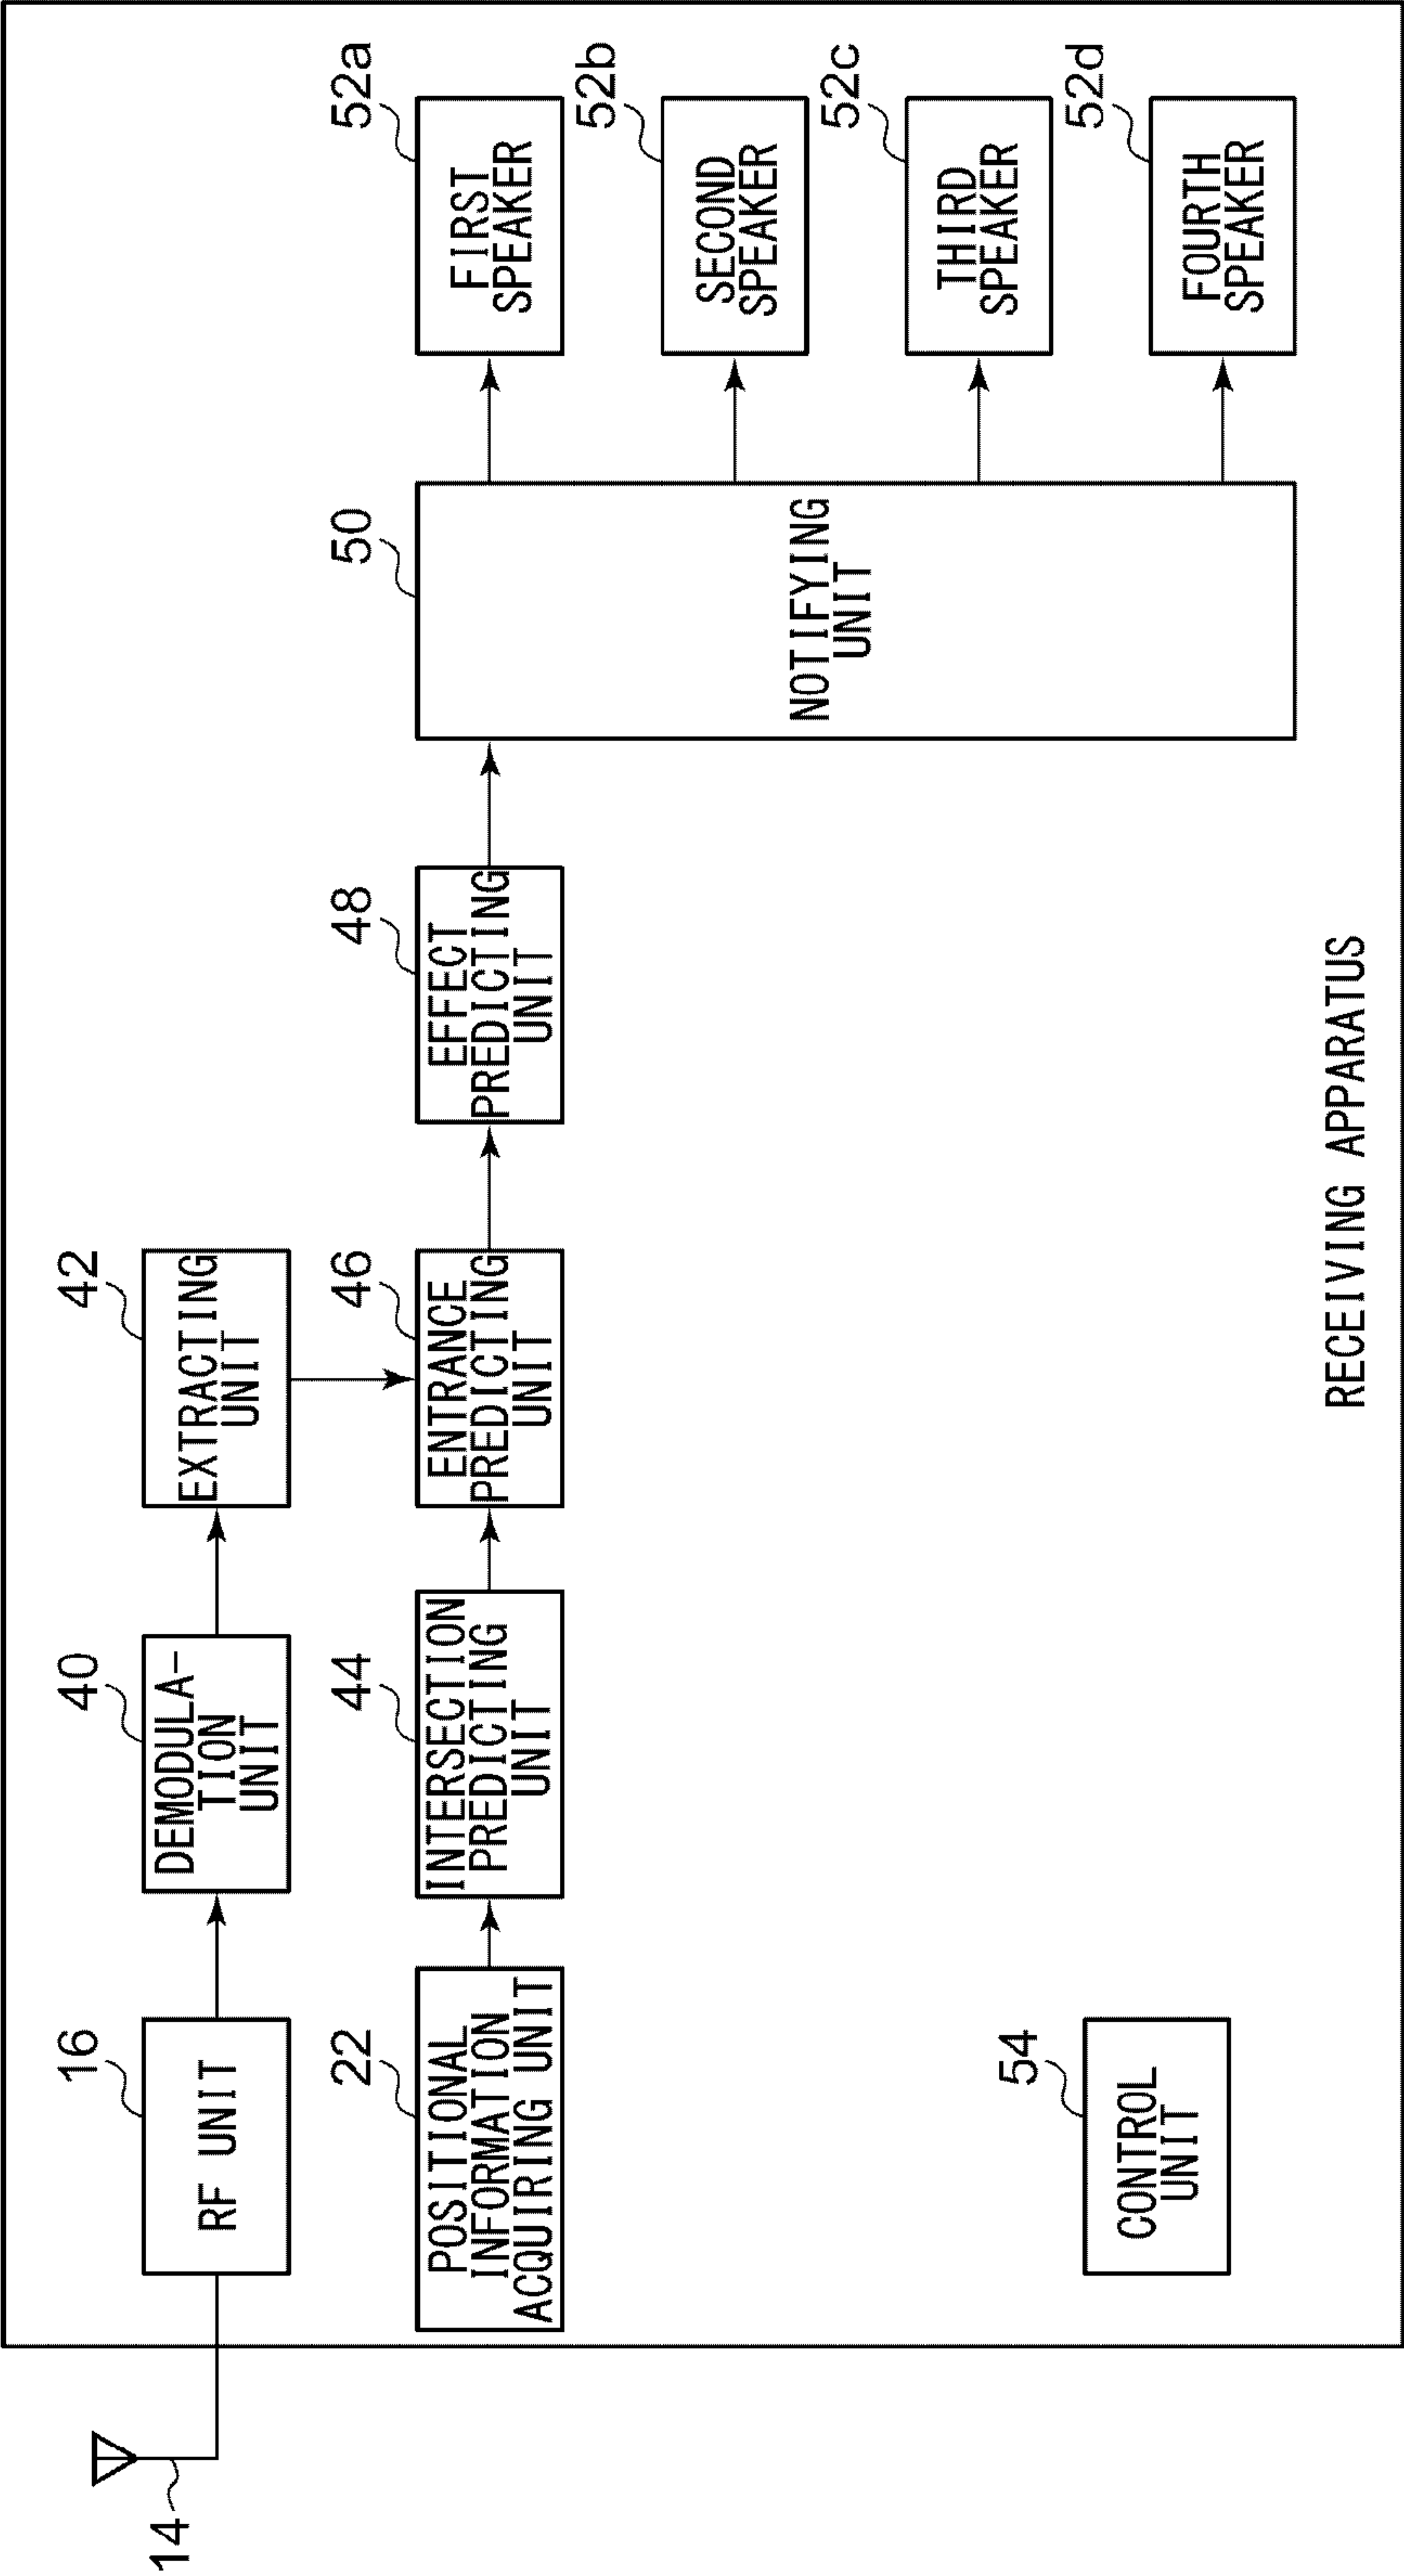 14
16
RF UNIT
40
DEMODULA-
TION
UNIT
42
EXTRACTING
UNIT
22
POSITIONAL
INFORMATION
ACQUIRING UNIT
44
INTERSECTION
PREDICTING
UNIT
46
ENTRANCE
PREDICTING
UNIT
48
EFFECT
PREDICTING
UNIT
50
NOTIFYING
UNIT
52a
FIRST
SPEAKER
52b
SECOND
SPEAKER
52c
THIRD
SPEAKER
52d
FOURTH
SPEAKER
54
CONTROL
UNIT
RECEIVING APPARATUS